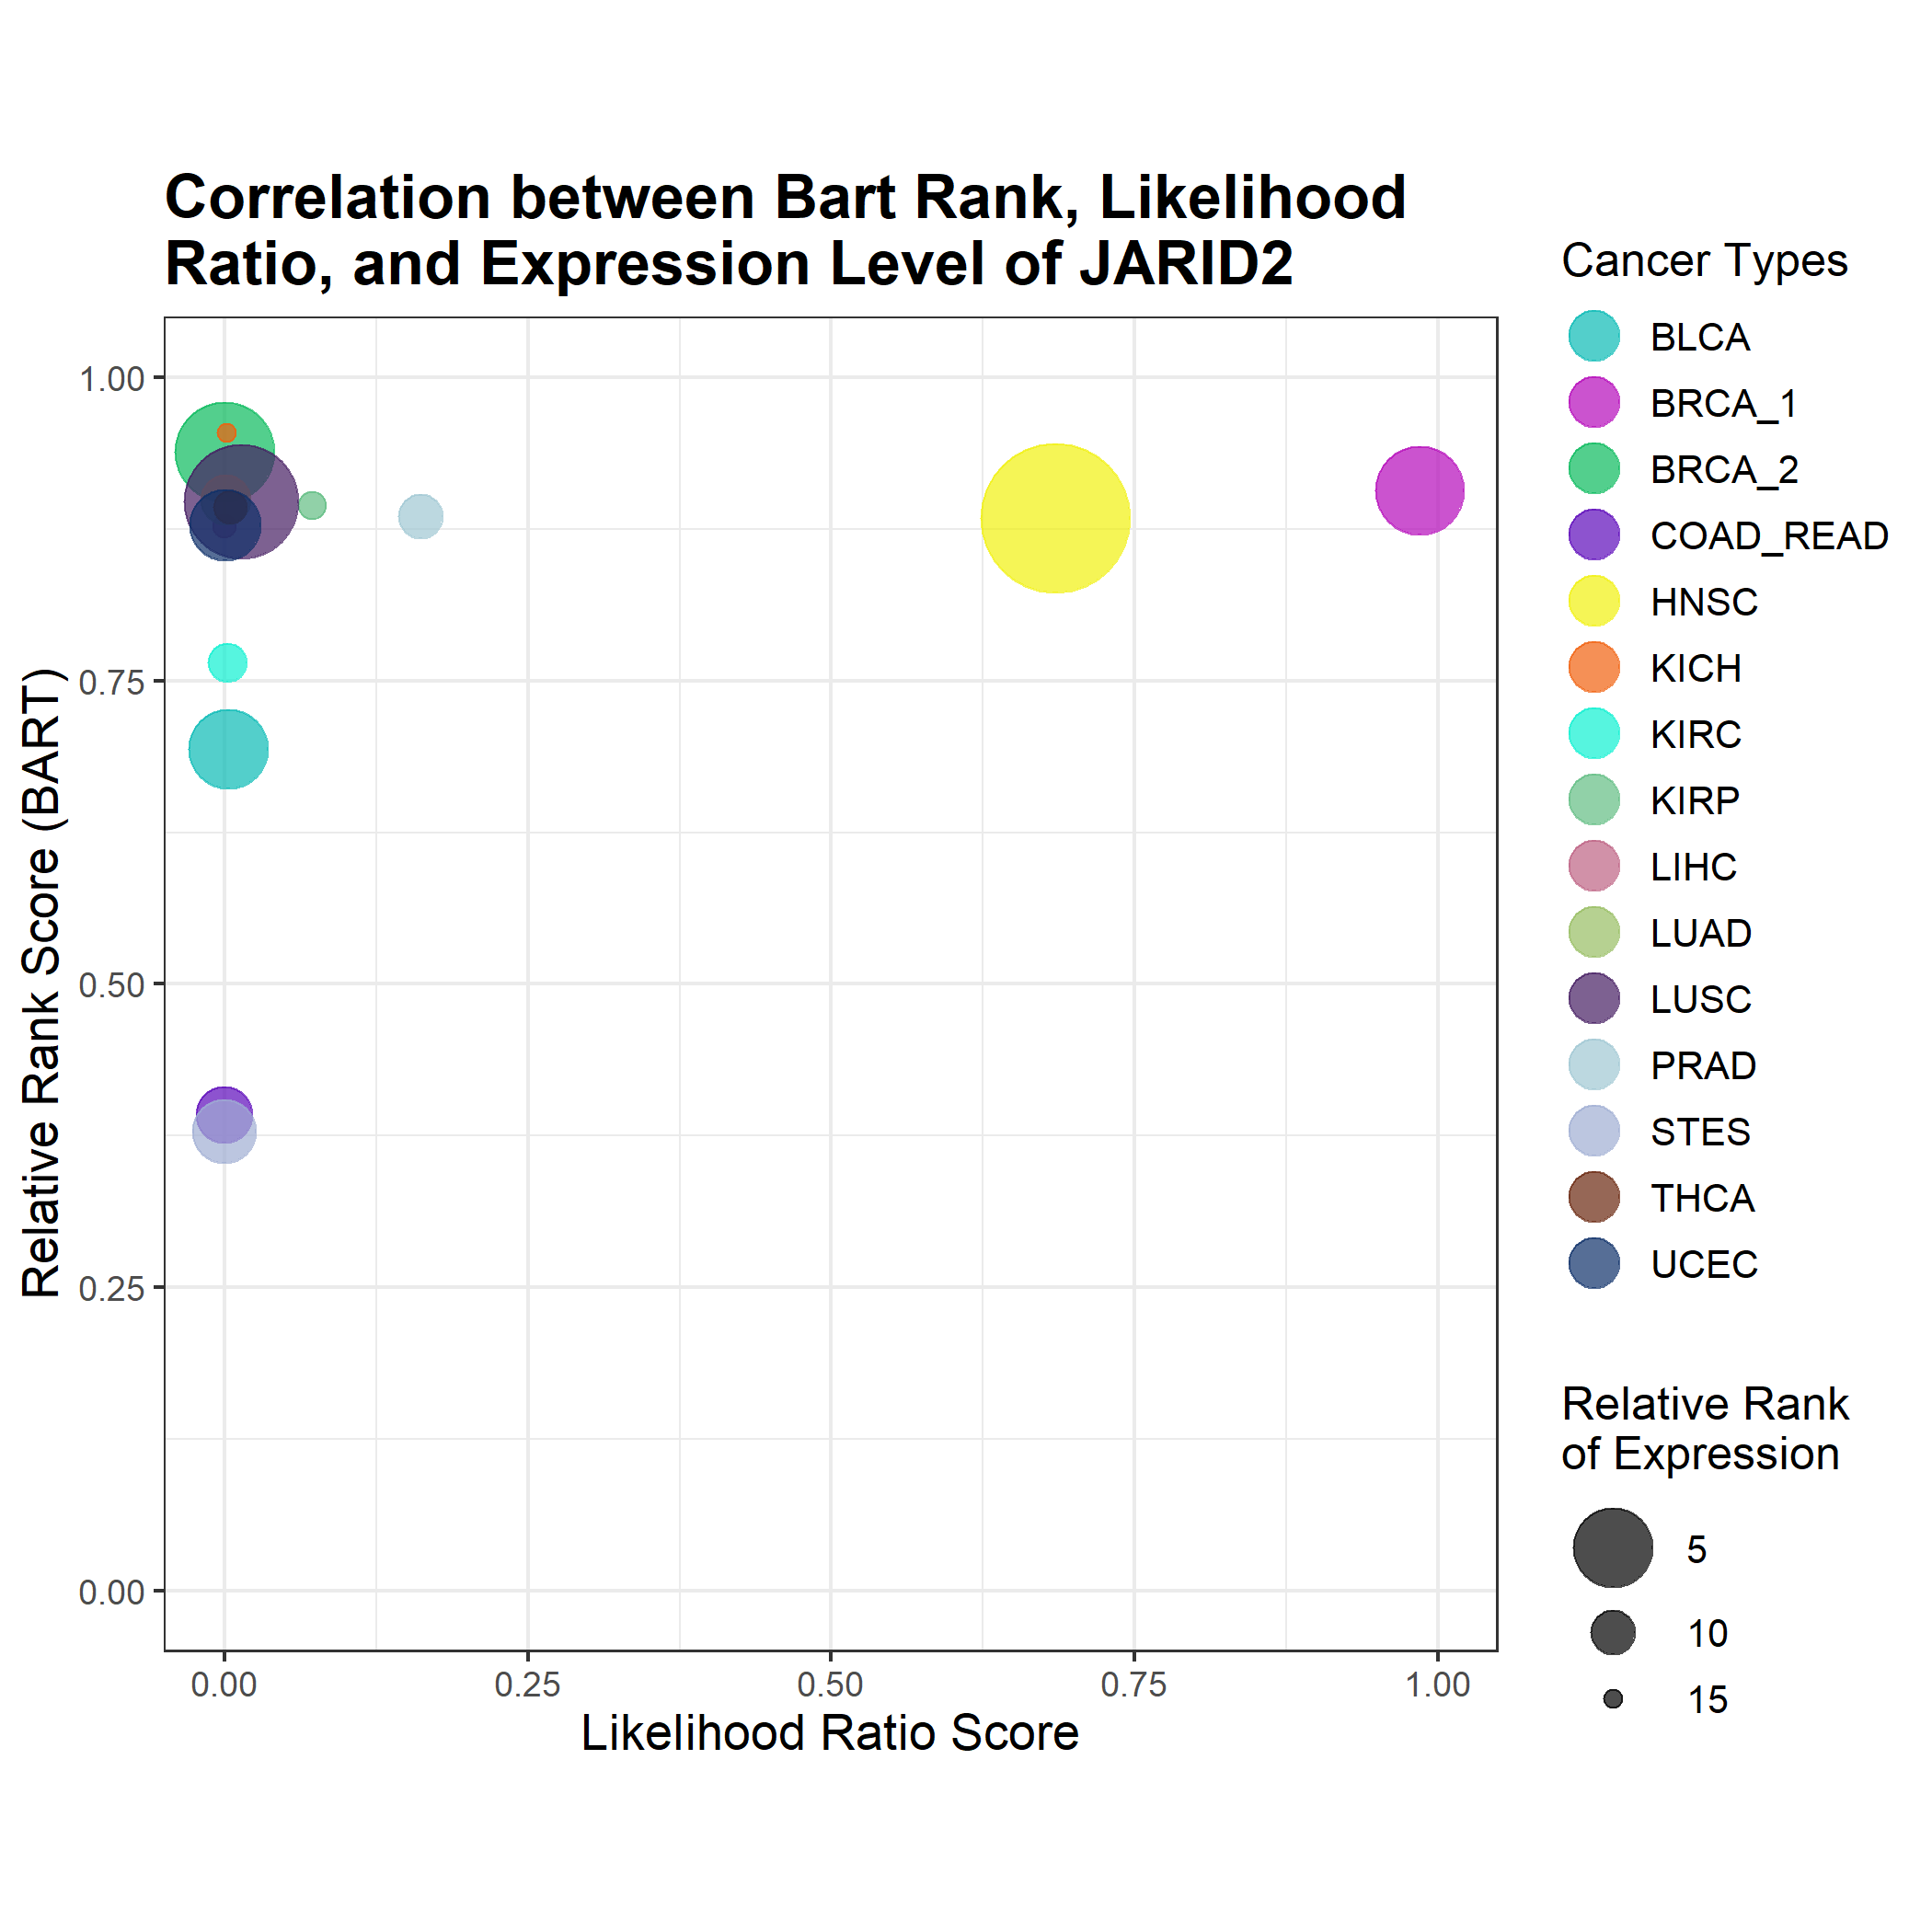 Correlation between Bart Rank, Likelihood
Ratio, and Expression Level of JARID2
Relative Rank Score (BART)
1.00
0.75
0.50
0.25
0.00
0.00
0.25
0.50
0.75
1.00
Likelihood Ratio Score
Cancer Types
BLCA
BRCA_1
BRCA_2
COAD_READ
HNSC
KICH
KIRC
KIRP
LIHC
LUAD
LUSC
PRAD
STES
THCA
UCEC
Relative Rank
of Expression
5
10
15